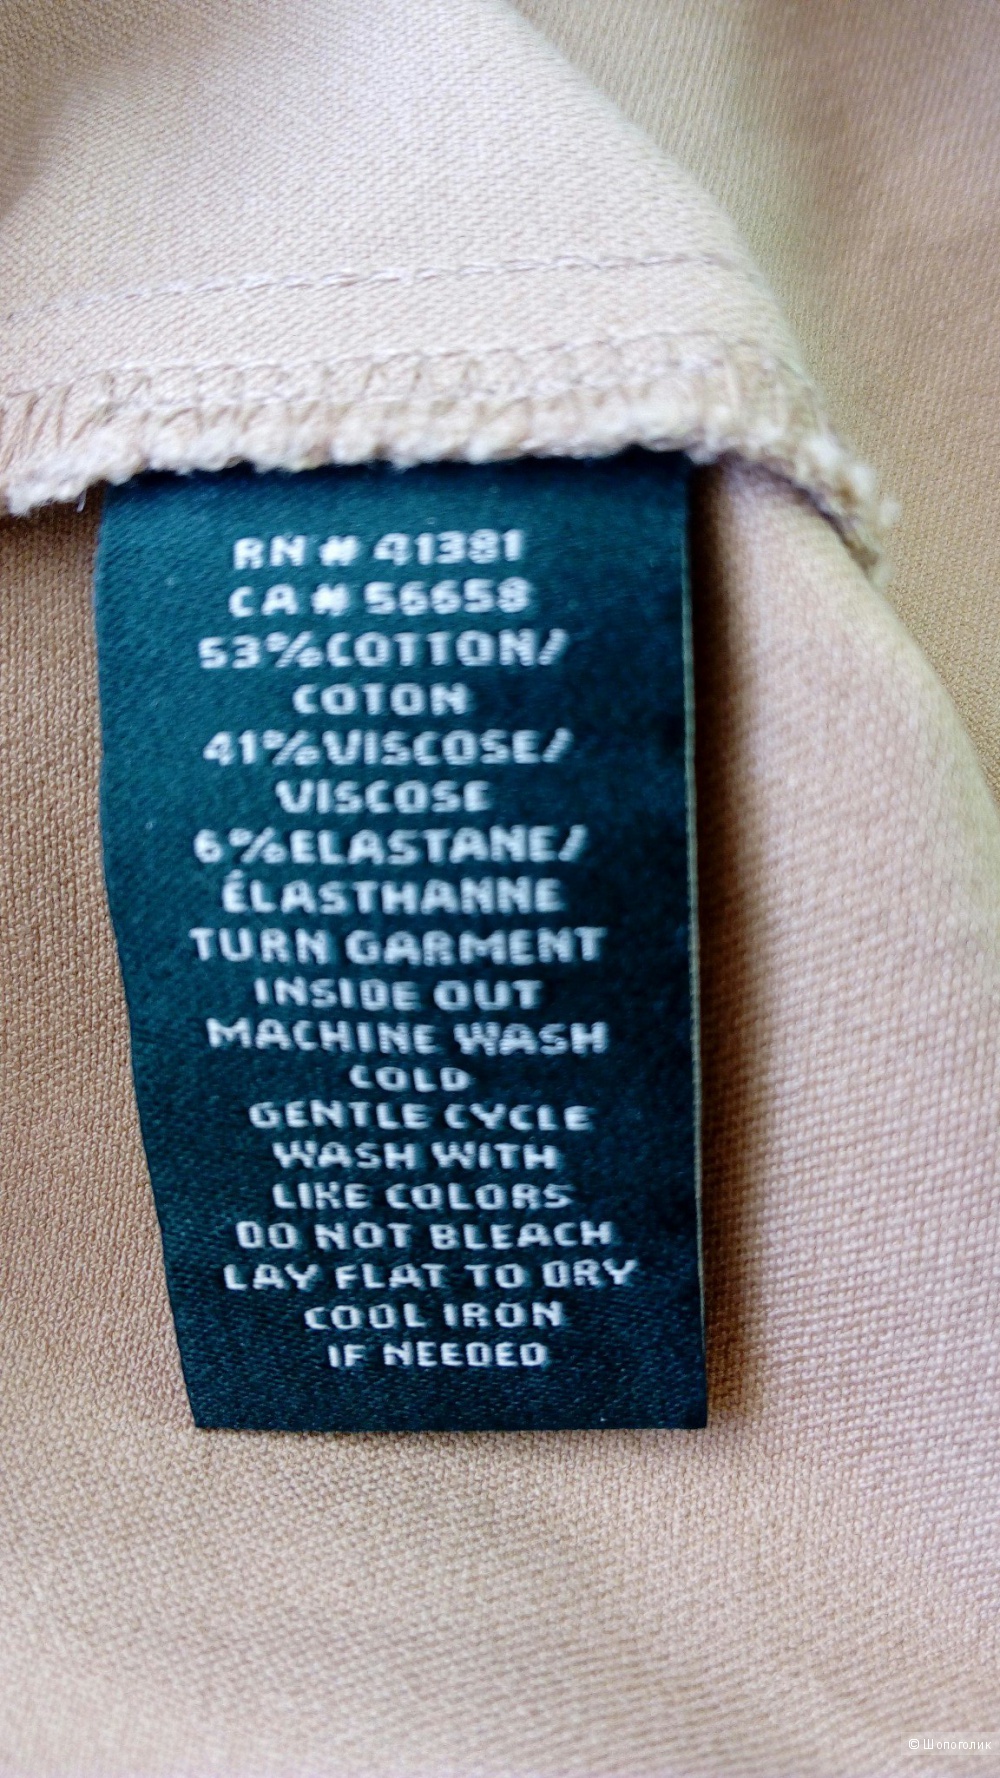 RN # 41381
CA # 56658
53%COTTON/
COTON
41%VISCOSE/
VISCOSE
6%ELASTANE/
ÉLASTHANNE
TURN GARMENT
INSIDE OUT
MACHINE WASH
COLD
GENTLE CYCLE
WASH WITH
LIKE COLORS
DO NOT BLEACH
LAY FLAT TO DRY
COOL IRON
IF NEEDED
© Шопоголик